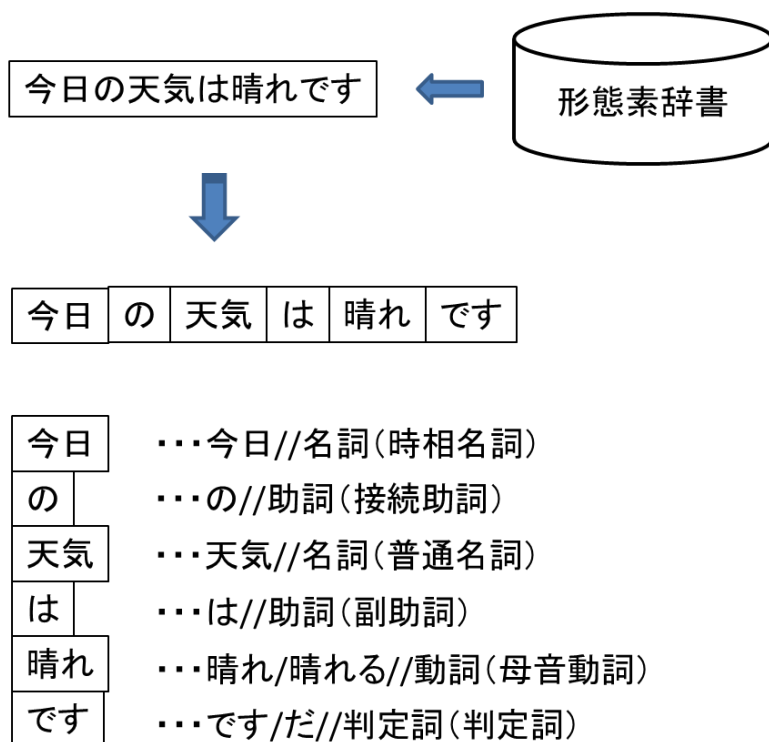 今日の天気は晴れです
形態素辞書
今日 の 天気 は 晴れ です
今日 ・・・今日//名詞(時相名詞)
の ・・・の//助詞(接続助詞)
天気 ・・・天気//名詞(普通名詞)
は ・・・は//助詞(副助詞)
晴れ ・・・晴れ/晴れる//動詞(母音動詞)
です ・・・です/だ//判定詞(判定詞)